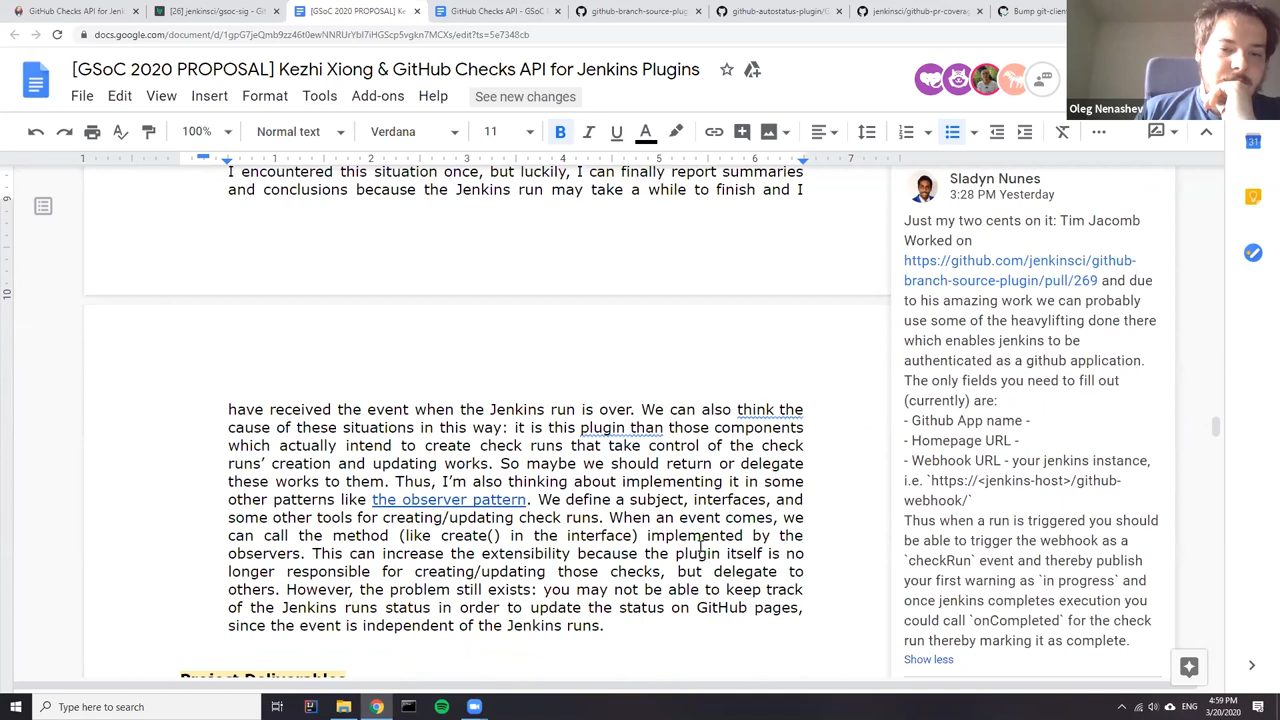 GitHub Checks API for Jenkins Plu
[26] jenkinsci/gsoc-sig - Git
[GSoC 2020 PROPOSAL] Kezhi
GitHub Checks API - GSoC
github-branch-source-plug
github-autostatus-plugin/G
jenkinsci/github-pr-covera
Bump git-clien
docs.google.com/document/d/1gpG7jeQmb9zz46t0ewNNRUrYbI7iHGScp5vgkn7MCXs/edit?ts=5e7348cb
[GSoC 2020 PROPOSAL] Kezhi Xiong & GitHub Checks API for Jenkins Plugins
File Edit View Insert Format Tools Add-ons Help See new changes
Oleg Nenashev
100% Normal text Verdana 11 B I U A
1 1 2 3 4 5 6 7
9
10
I encountered this situation once, but luckily, I can finally report summaries
and conclusions because the Jenkins run may take a while to finish and I
have received the event when the Jenkins run is over. We can also think the
cause of these situations in this way: it is this plugin than those components
which actually intend to create check runs that take control of the check
runs’ creation and updating works. So maybe we should return or delegate
these works to them. Thus, I’m also thinking about implementing it in some
other patterns like the observer pattern. We define a subject, interfaces, and
some other tools for creating/updating check runs. When an event comes, we
can call the method (like create() in the interface) implemented by the
observers. This can increase the extensibility because the plugin itself is no
longer responsible for creating/updating those checks, but delegate to
others. However, the problem still exists: you may not be able to keep track
of the Jenkins runs status in order to update the status on GitHub pages,
since the event is independent of the Jenkins runs.
Project Deliverables
Sladyn Nunes
3:28 PM Yesterday
Just my two cents on it: Tim Jacomb
Worked on
https://github.com/jenkinsci/github-
branch-source-plugin/pull/269 and due
to his amazing work we can probably
use some of the heavylifting done there
which enables jenkins to be
authenticated as a github application.
The only fields you need to fill out
(currently) are:
- Github App name -
- Homepage URL -
- Webhook URL - your jenkins instance,
i.e. `https://<jenkins-host>/github-
webhook/`
Thus when a run is triggered you should
be able to trigger the webhook as a
`checkRun` event and thereby publish
your first warning as `in progress` and
once jenkins completes execution you
could call `onCompleted` for the check
run thereby marking it as complete.
Show less
31
Type here to search
ENG
4:59 PM
3/20/2020